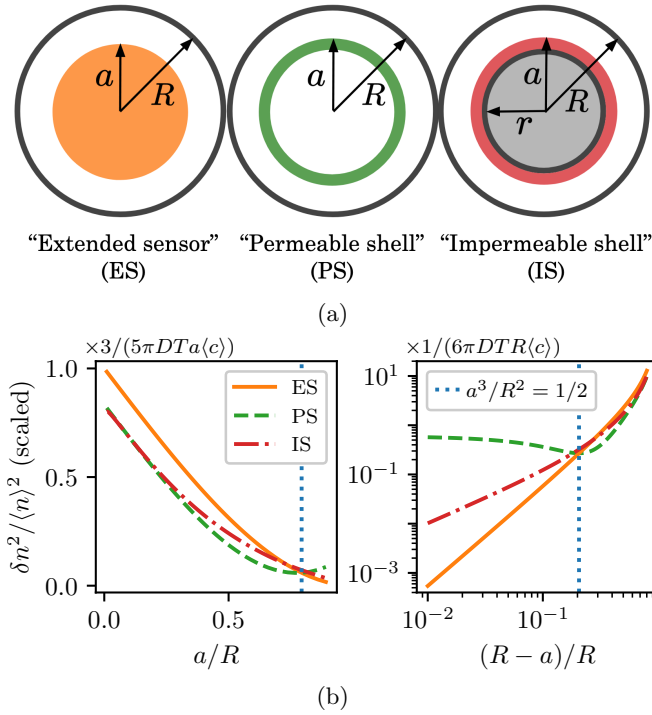 a R a R a r R
“Extended sensor” “Permeable shell” “Impermeable shell”
(ES) (PS) (IS)
(a)
×3/(5πDTa⟨c⟩) ×1/(6πDTR⟨c⟩)
δn²/⟨n⟩² (scaled)
1.0
0.5
0.0
ES
PS
IS
0.0 0.5
a/R
a³/R² = 1/2
10¹
10⁻¹
10⁻³
10⁻² 10⁻¹
(R − a)/R
(b)